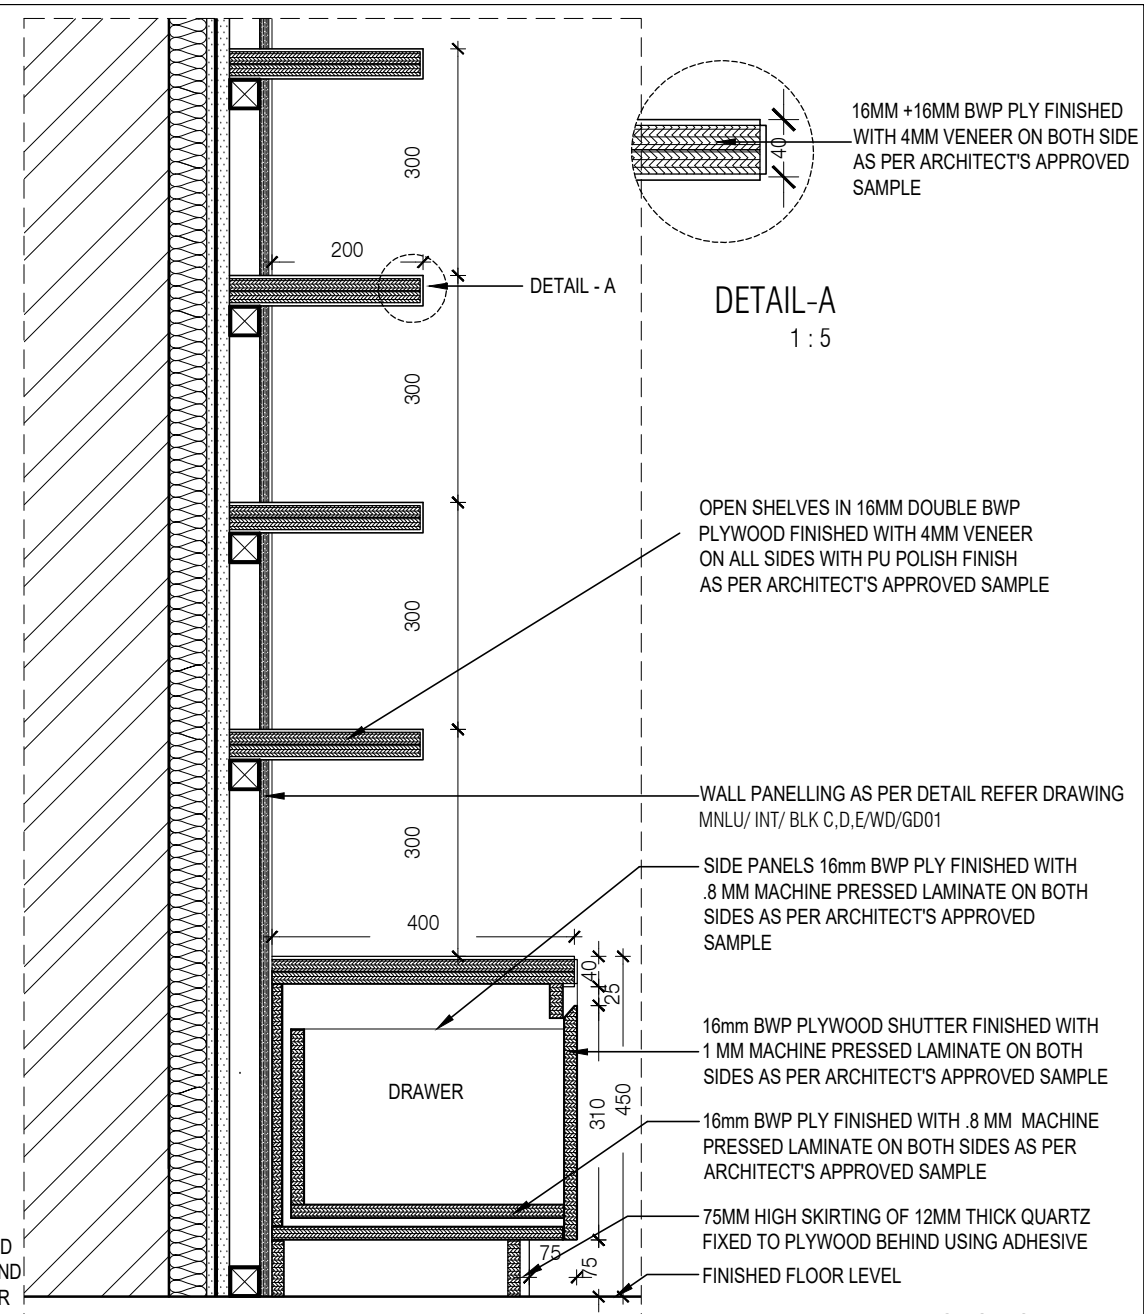 16MM +16MM BWP PLY FINISHED
WITH 4MM VENEER ON BOTH SIDE
AS PER ARCHITECT'S APPROVED
SAMPLE
40
DETAIL-A
1 : 5
300
200
DETAIL - A
300
OPEN SHELVES IN 16MM DOUBLE BWP
PLYWOOD FINISHED WITH 4MM VENEER
ON ALL SIDES WITH PU POLISH FINISH
AS PER ARCHITECT'S APPROVED SAMPLE
300
WALL PANELLING AS PER DETAIL REFER DRAWING
MNLU/ INT/ BLK C,D,E/WD/GD01
300
SIDE PANELS 16mm BWP PLY FINISHED WITH
.8 MM MACHINE PRESSED LAMINATE ON BOTH
SIDES AS PER ARCHITECT'S APPROVED
SAMPLE
400
40
25
16mm BWP PLYWOOD SHUTTER FINISHED WITH
1 MM MACHINE PRESSED LAMINATE ON BOTH
SIDES AS PER ARCHITECT'S APPROVED SAMPLE
DRAWER
310
450
16mm BWP PLY FINISHED WITH .8 MM MACHINE
PRESSED LAMINATE ON BOTH SIDES AS PER
ARCHITECT'S APPROVED SAMPLE
75MM HIGH SKIRTING OF 12MM THICK QUARTZ
FIXED TO PLYWOOD BEHIND USING ADHESIVE
75
75
FINISHED FLOOR LEVEL
D
ND
R